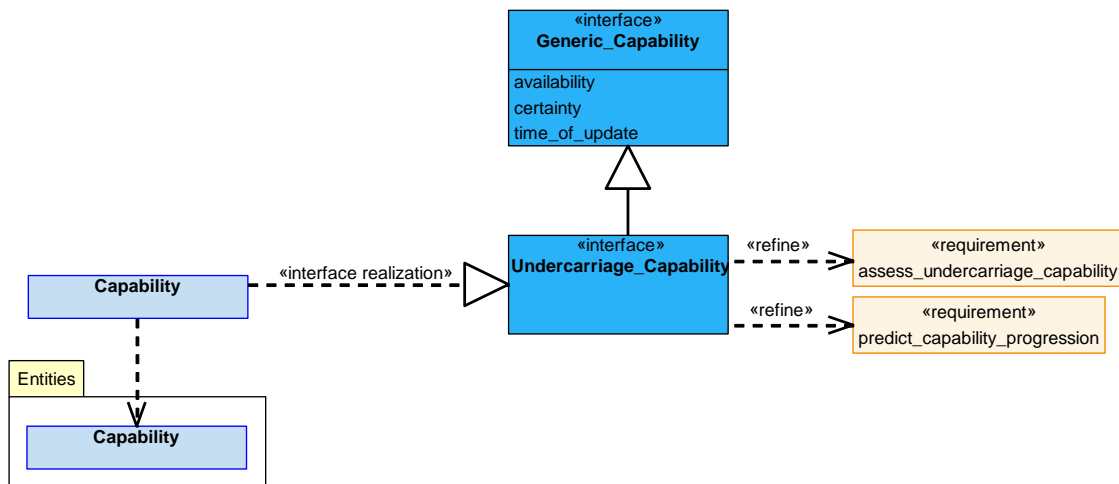 «interface»
Generic_Capability
availability
certainty
time_of_update
«interface»
Undercarriage_Capability
«refine»
«requirement»
assess_undercarriage_capability
«interface realization»
Capability
«refine»
«requirement»
predict_capability_progression
Entities
Capability